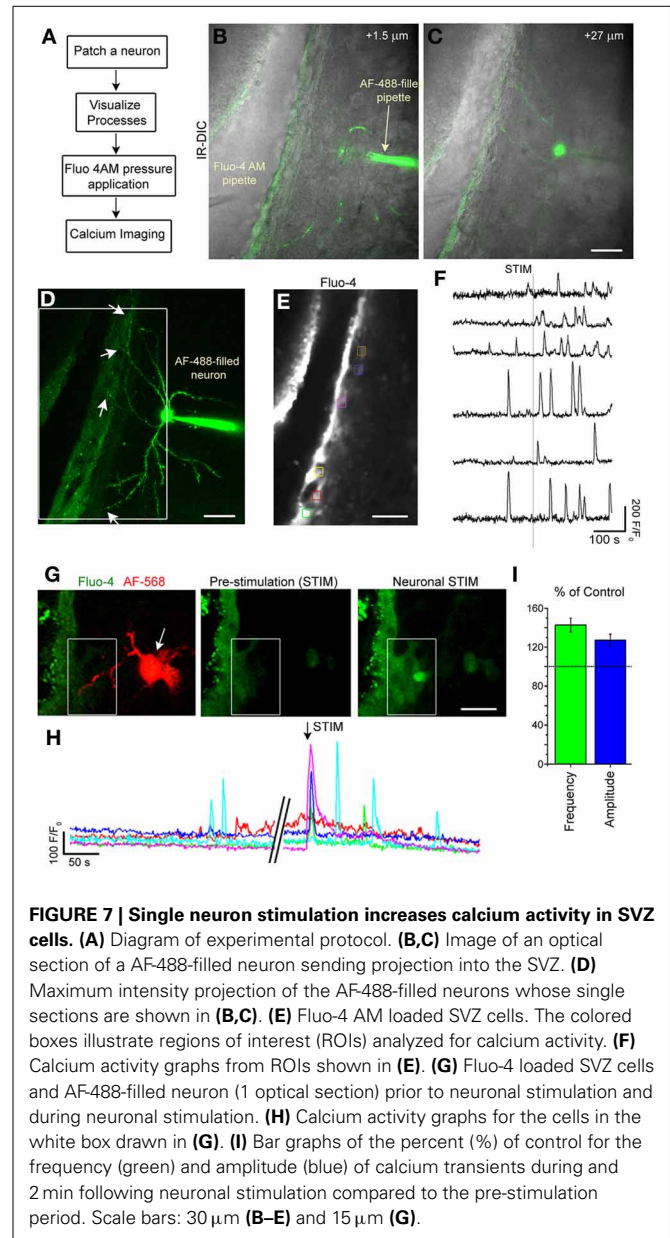 A
Patch a neuron
Visualize
Processes
Fluo 4AM pressure
application
Calcium Imaging
B
+1.5 µm
AF-488-filled
pipette
IR-DIC
Fluo-4 AM
pipette
C
+27 µm
D
AF-488-filled
neuron
Fluo-4
E
F
STIM
200 F/F0
100 s
G
Fluo-4 AF-568
Pre-stimulation (STIM)
Neuronal STIM
H
STIM
100 F/F0
50 s
I
% of Control
160
140
120
100
80
60
40
20
0
Frequency
Amplitude
FIGURE 7 | Single neuron stimulation increases calcium activity in SVZ
cells. (A) Diagram of experimental protocol. (B,C) Image of an optical
section of a AF-488-filled neuron sending projection into the SVZ. (D)
Maximum intensity projection of the AF-488-filled neurons whose single
sections are shown in (B,C). (E) Fluo-4 AM loaded SVZ cells. The colored
boxes illustrate regions of interest (ROIs) analyzed for calcium activity. (F)
Calcium activity graphs from ROIs shown in (E). (G) Fluo-4 loaded SVZ cells
and AF-488-filled neuron (1 optical section) prior to neuronal stimulation and
during neuronal stimulation. (H) Calcium activity graphs for the cells in the
white box drawn in (G). (I) Bar graphs of the percent (%) of control for the
frequency (green) and amplitude (blue) of calcium transients during and
2 min following neuronal stimulation compared to the pre-stimulation
period. Scale bars: 30 µm (B–E) and 15 µm (G).